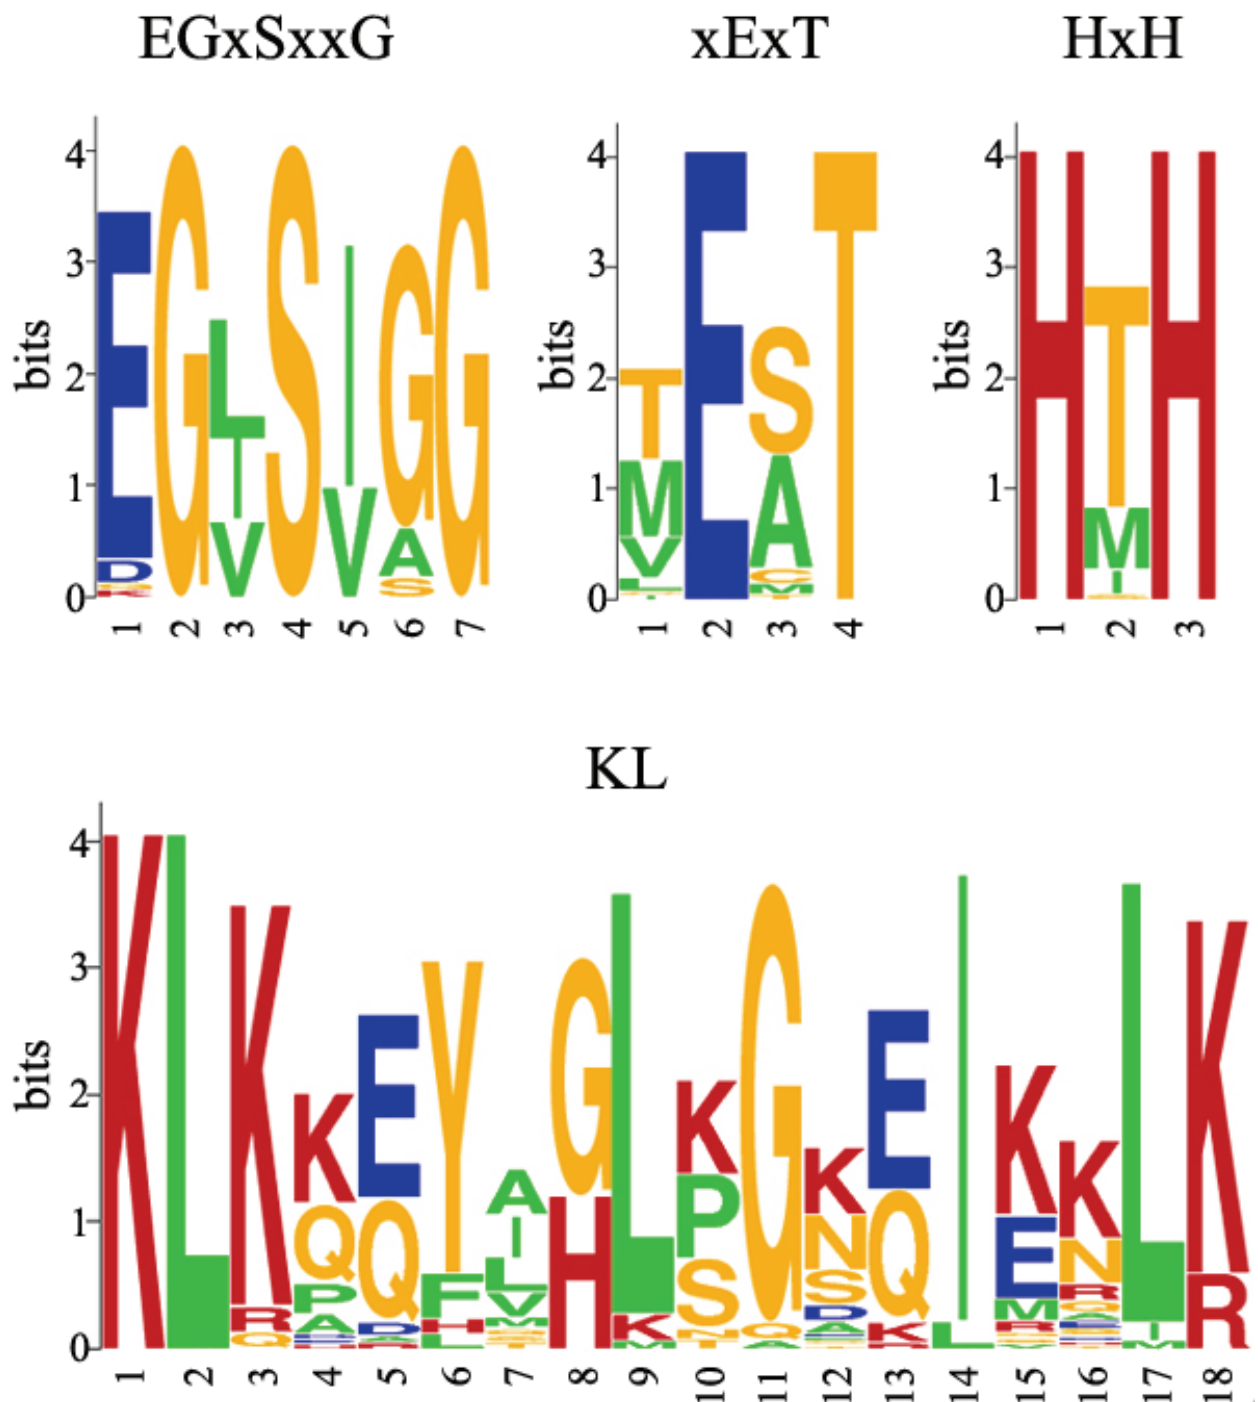 EGxSxxG
xExT
HxH
bits
4
3
2
1
0
E G L S I G G
D I V A
V S
1 2 3 4 5 6 7
bits
4
3
2
1
0
T E S T
M A
V
L
1 2 3 4
bits
4
3
2
1
0
H T H
M
I
1 2 3
KL
bits
4
3
2
1
0
K L K K E Y A G L K G K E I K K L K
R Q Q F I H K P Q N Q L E N I R
Q P D H L S S K M R
A L V D R
M A
1 2 3 4 5 6 7 8 9 10 11 12 13 14 15 16 17 18